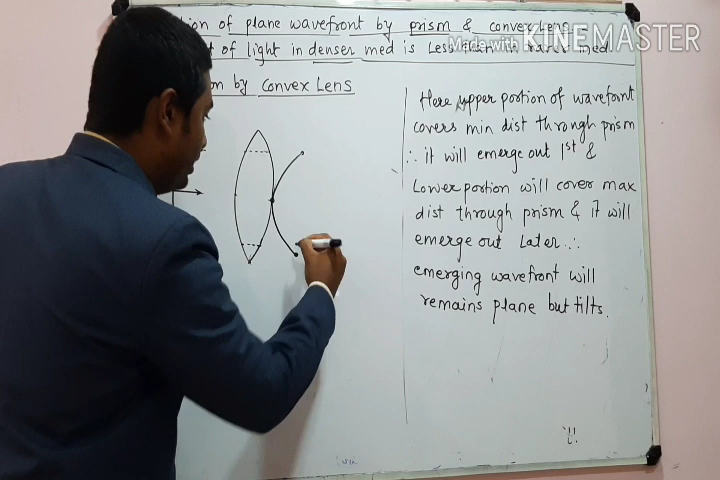 of plane wavefront by prism & convex Lens
of light in denser med is Less than in rarer med.
by Convex Lens
Here upper portion of wavefront
covers min dist through prism
∴ it will emerge out 1st &
Lower portion will cover max
dist through prism & it will
emerge out Later ∴
emerging wavefront will
remains plane but tilts.
Made with KINEMASTER